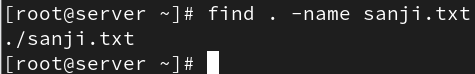 [root@server ~]# find . -name sanji.txt
./sanji.txt
[root@server ~]#